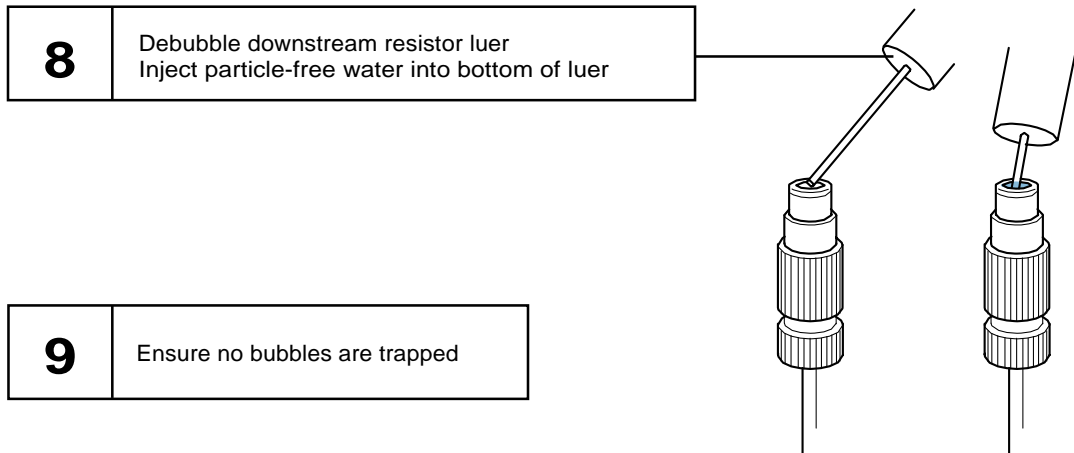 8
Debubble downstream resistor luer
Inject particle-free water into bottom of luer
9
Ensure no bubbles are trapped